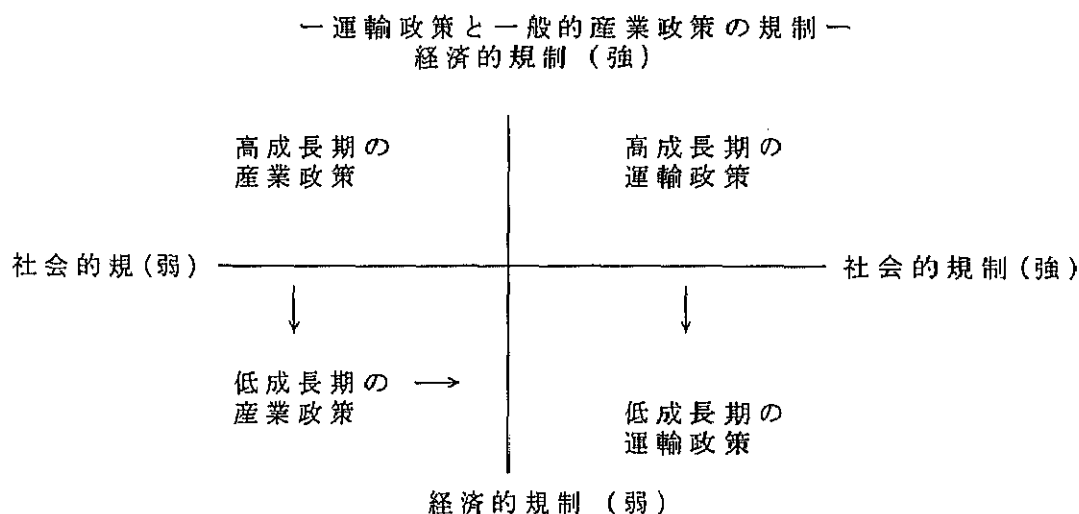 ー運輸政策と一般的産業政策の規制ー
経済的規制（強）
高成長期の
産業政策
高成長期の
運輸政策
社会的規（弱）
社会的規制（強）
低成長期の
産業政策
低成長期の
運輸政策
経済的規制（弱）